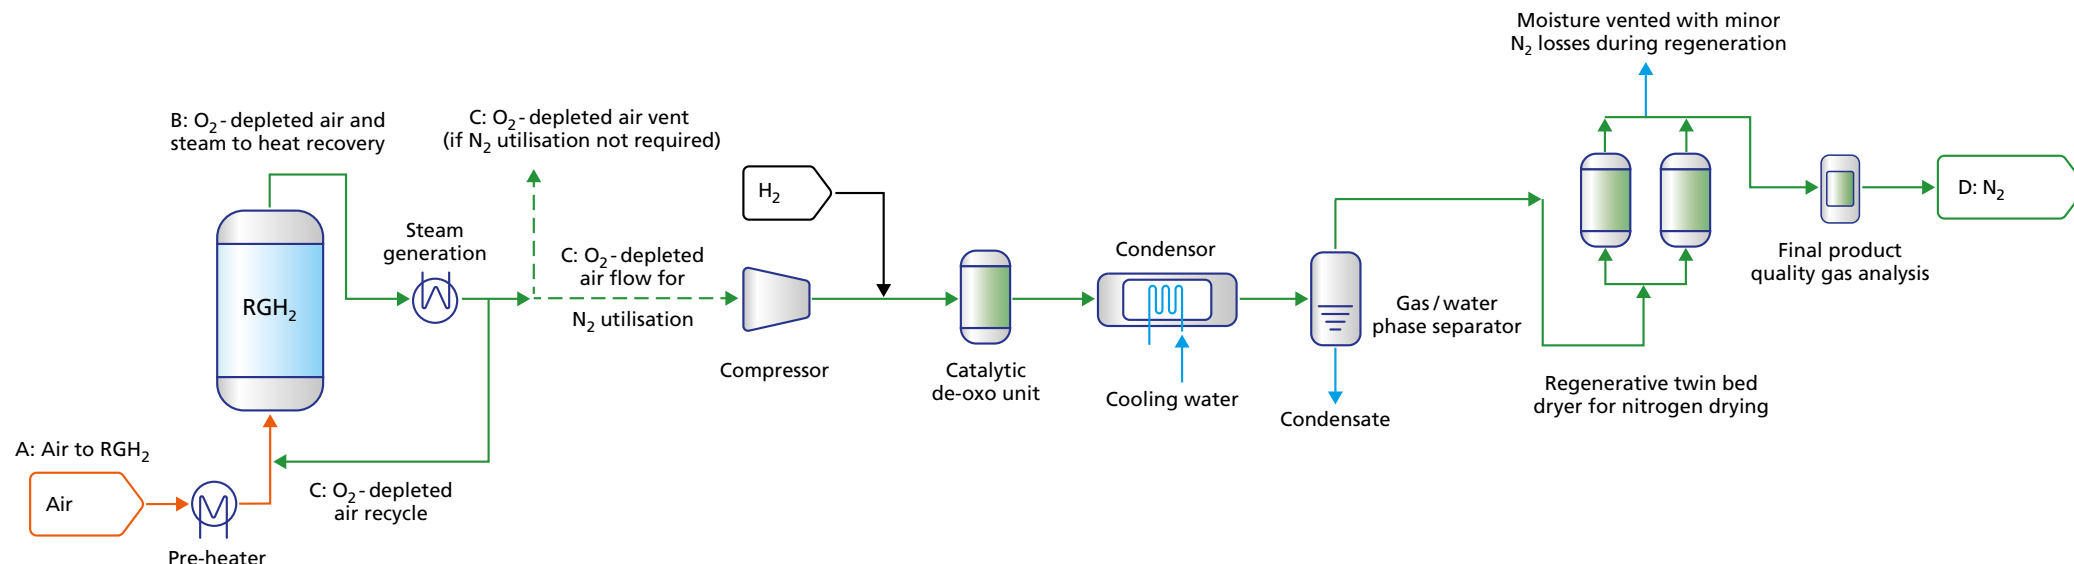 Moisture vented with minor
N₂ losses during regeneration
B: O₂-depleted air and
steam to heat recovery
C: O₂-depleted air vent
(if N₂ utilisation not required)
H₂
D: N₂
Steam
generation
C: O₂-depleted
air flow for
N₂ utilisation
Condensor
Final product
quality gas analysis
RGH₂
Gas/water
phase separator
Compressor
Catalytic
de-oxo unit
Cooling water
Condensate
Regenerative twin bed
dryer for nitrogen drying
A: Air to RGH₂
Air
C: O₂-depleted
air recycle
Pre-heater